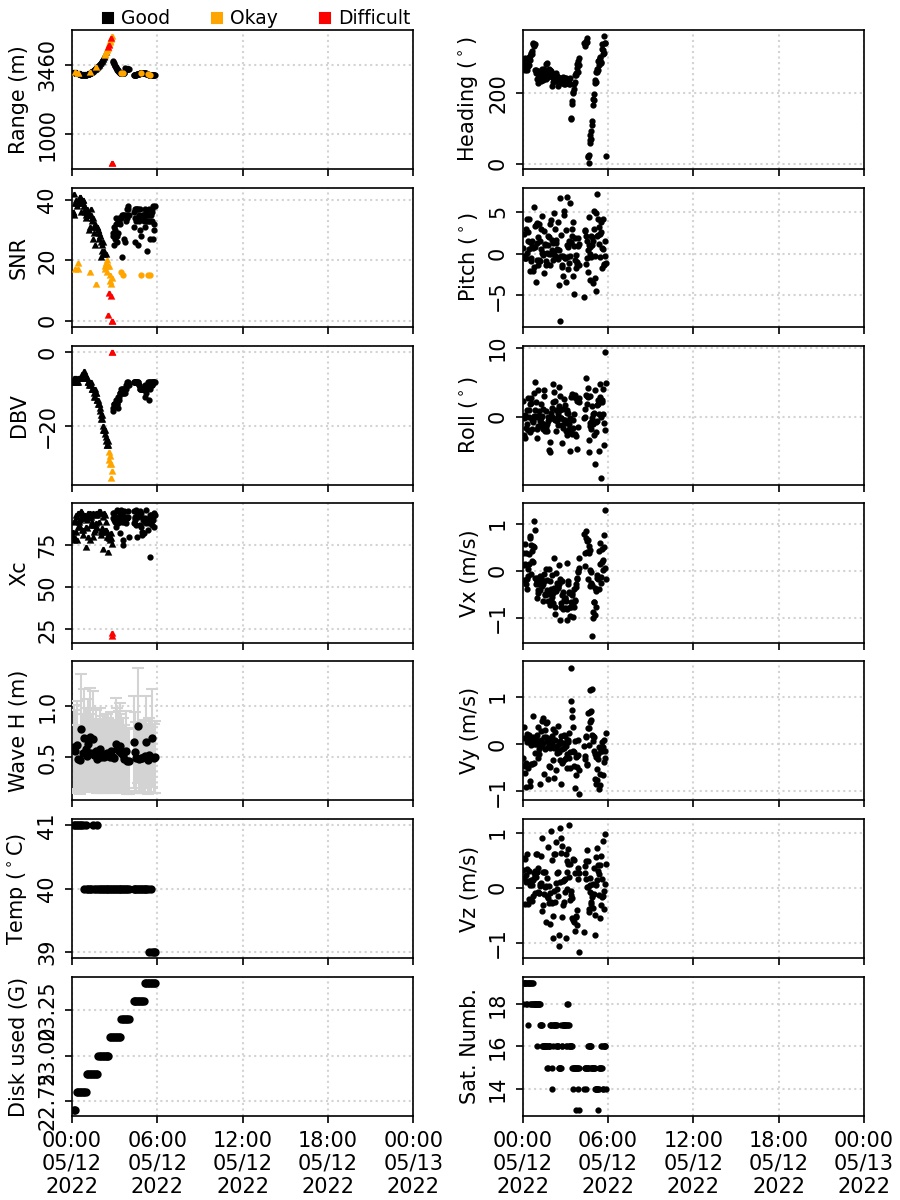 Good Okay Difficult
Range (m)
3460
1000
Heading (°)
200
0
SNR
40
20
0
Pitch (°)
5
0
−5
DBV
0
−20
Roll (°)
10
0
Xc
75
50
25
Vx (m/s)
1
0
−1
Wave H (m)
1.0
0.5
Vy (m/s)
1
0
−1
Temp (°C)
41
40
39
Vz (m/s)
1
0
−1
Disk used (G)
23.25
23.00
22.75
Sat. Numb.
18
16
14
00:00 06:00 12:00 18:00 00:00 00:00 06:00 12:00 18:00 00:00
05/12 05/12 05/12 05/12 05/13 05/12 05/12 05/12 05/12 05/13
2022 2022 2022 2022 2022 2022 2022 2022 2022 2022